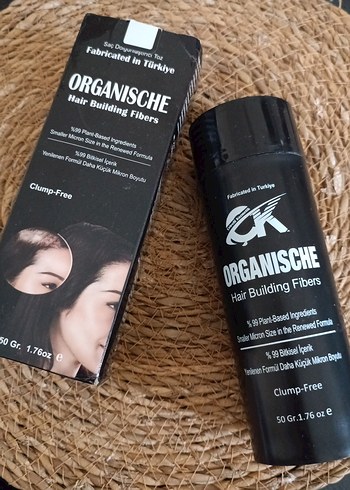 Saç Dolgunlaştırıcı Toz
Fabricated in Türkiye
ORGANISCHE
Hair Building Fibers
%99 Plant-Based Ingredients
Smaller Micron Size in the Renewed Formula
%99 Bitkisel İçerik
Yenilenen Formül Daha Küçük Mikron Boyutu
Clump-Free
50 Gr. 1.76oz e
Fabricated in Turkiye
ÇK
ORGANISCHE
Hair Building Fibers
% 99 Plant-Based Ingredients
Smaller Micron Size in the Renewed Formula
% 99 Bitkisel İçerik
Yenilenen Formül Daha Küçük Mikron Boyutu
Clump-Free
50 Gr.1.76 oz e